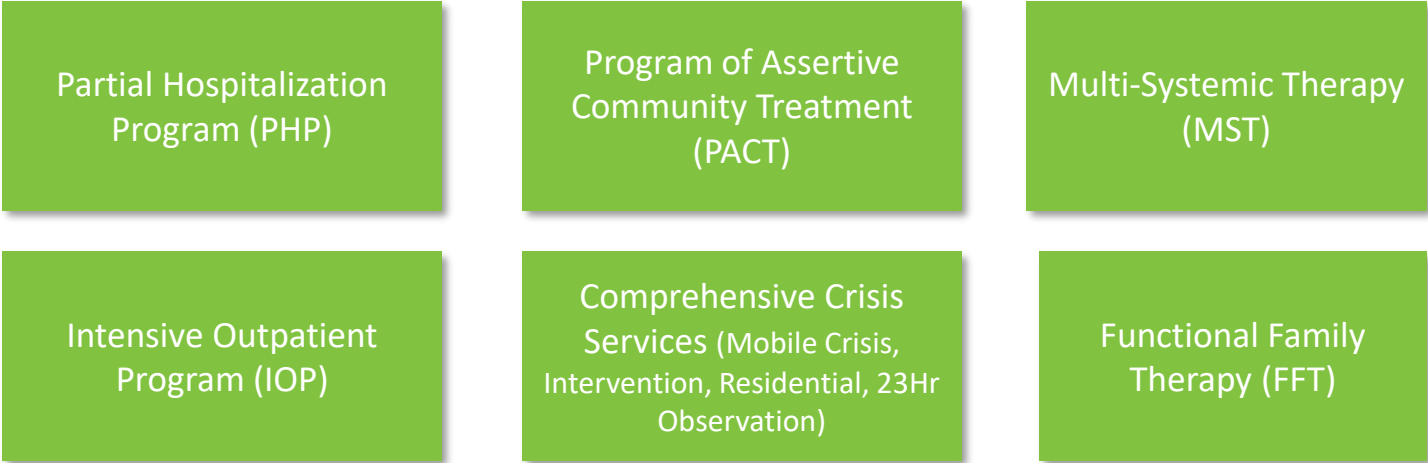 Partial Hospitalization
Program (PHP)
Program of Assertive
Community Treatment
(PACT)
Multi-Systemic Therapy
(MST)
Intensive Outpatient
Program (IOP)
Comprehensive Crisis
Services (Mobile Crisis,
Intervention, Residential, 23Hr
Observation)
Functional Family
Therapy (FFT)